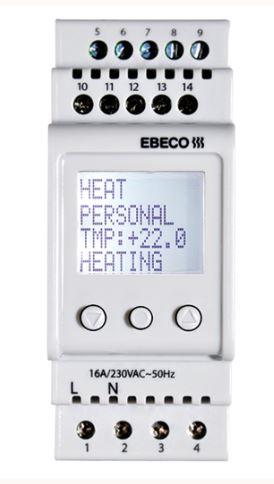 5 6 7 8 9
10 11 12 13 14
EBECO
HEAT
PERSONAL
TMP:+22.0
HEATING
16A/230VAC~50Hz
L N
1 2 3 4